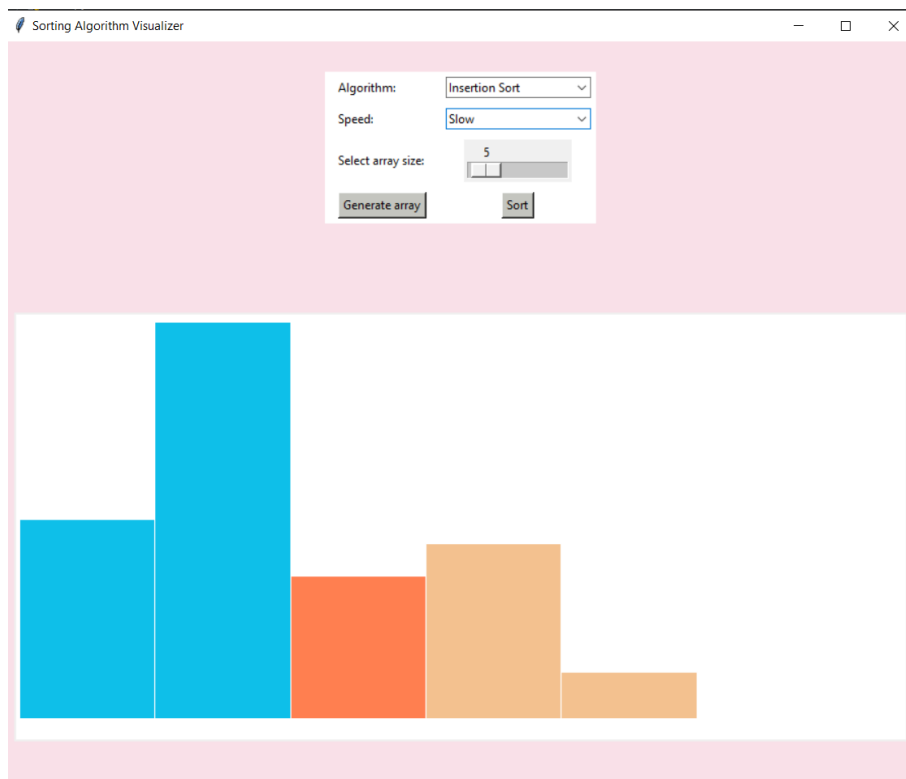 Sorting Algorithm Visualizer
Algorithm: Insertion Sort
Speed: Slow
5
Select array size:
Generate array Sort